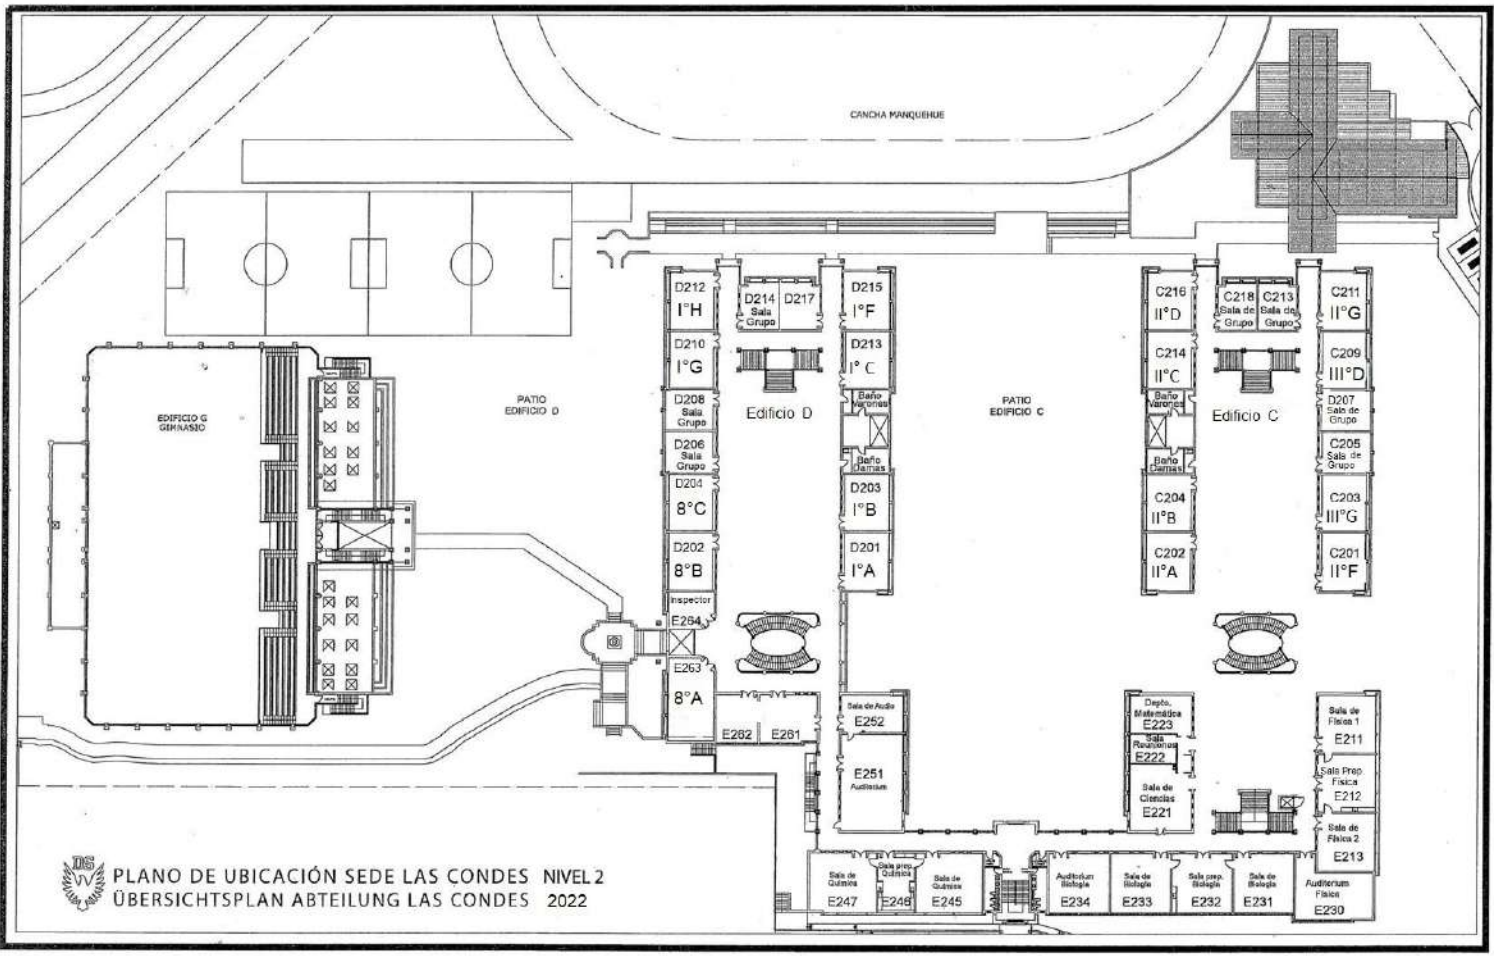 CANCHA MANQUEHUE
EDIFICIO G
GIMNASIO
PATIO
EDIFICIO D
D212
I°H
D210
I°G
D208
Sala
Grupo
D206
Sala
Grupo
D204
8°C
D202
8°B
Inspector
E264
E263
8°A
E262
E261
D214
Sala
Grupo
D217
Edificio D
D215
I°F
D213
I° C
Baño
Varones
Baño
Damas
D203
I°B
D201
I°A
Sala de Audio
E252
E251
Auditorium
PATIO
EDIFICIO C
C216
II°D
C214
II°C
Baño
Varones
Baño
Damas
C204
II°B
C202
II°A
C218
Sala de
Grupo
C213
Sala de
Grupo
Edificio C
C211
II°G
C209
III°D
D207
Sala de
Grupo
C205
Sala de
Grupo
C203
III°G
C201
II°F
Depto.
Matemática
E223
Sala
Reuniones
E222
Sala de
Ciencias
E221
Sala de
Física 1
E211
Sala Prep.
Física
E212
Sala de
Física 2
E213
Sala de
Química
E247
Sala prep.
Química
E246
Sala de
Química
E245
Auditorium
Biología
E234
Sala de
Biología
E233
Sala prep.
Biología
E232
Sala de
Biología
E231
Auditorium
Física
E230
DS
PLANO DE UBICACIÓN SEDE LAS CONDES NIVEL 2
ÜBERSICHTSPLAN ABTEILUNG LAS CONDES 2022